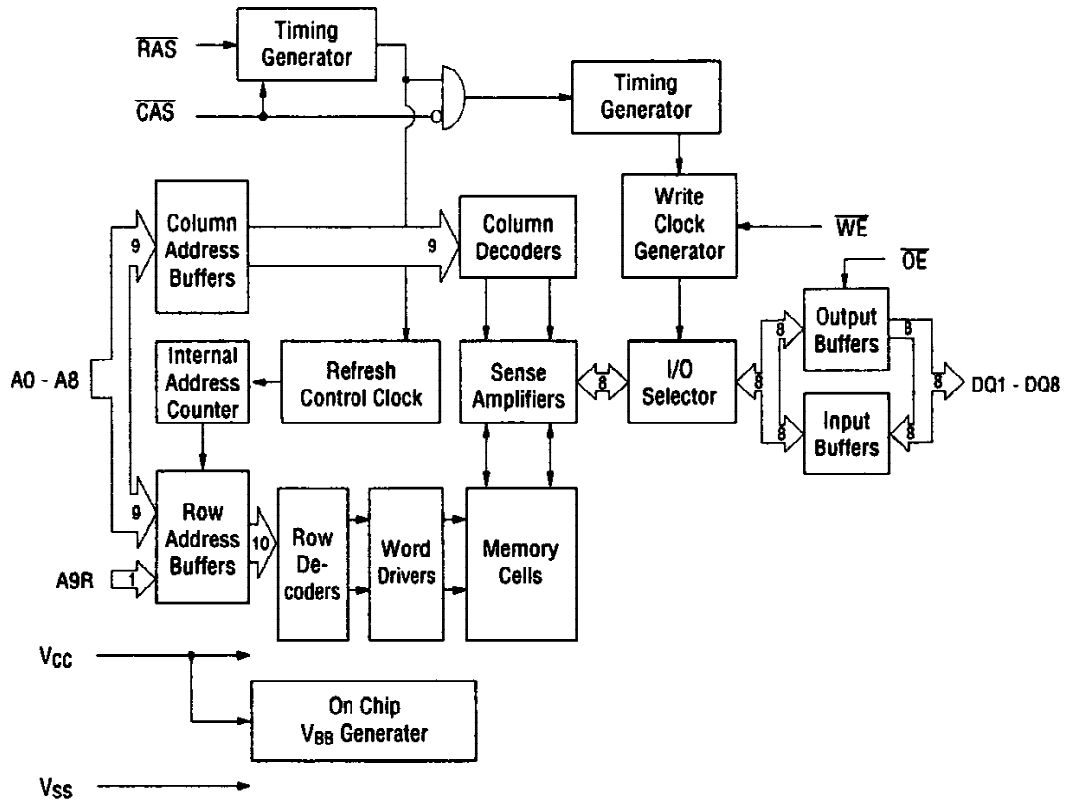 RAS
Timing
Generator
CAS
Timing
Generator
Write
Clock
Generator
WE
OE
9
Column
Address
Buffers
9
Column
Decoders
8
Output
Buffers
8
A0 - A8
Internal
Address
Counter
Refresh
Control Clock
Sense
Amplifiers
8
I/O
Selector
8
8
DQ1 - DQ8
8
Input
Buffers
8
9
Row
Address
Buffers
10
Row
De-
coders
Word
Drivers
Memory
Cells
A9R
1
VCC
On Chip
VBB Generater
VSS